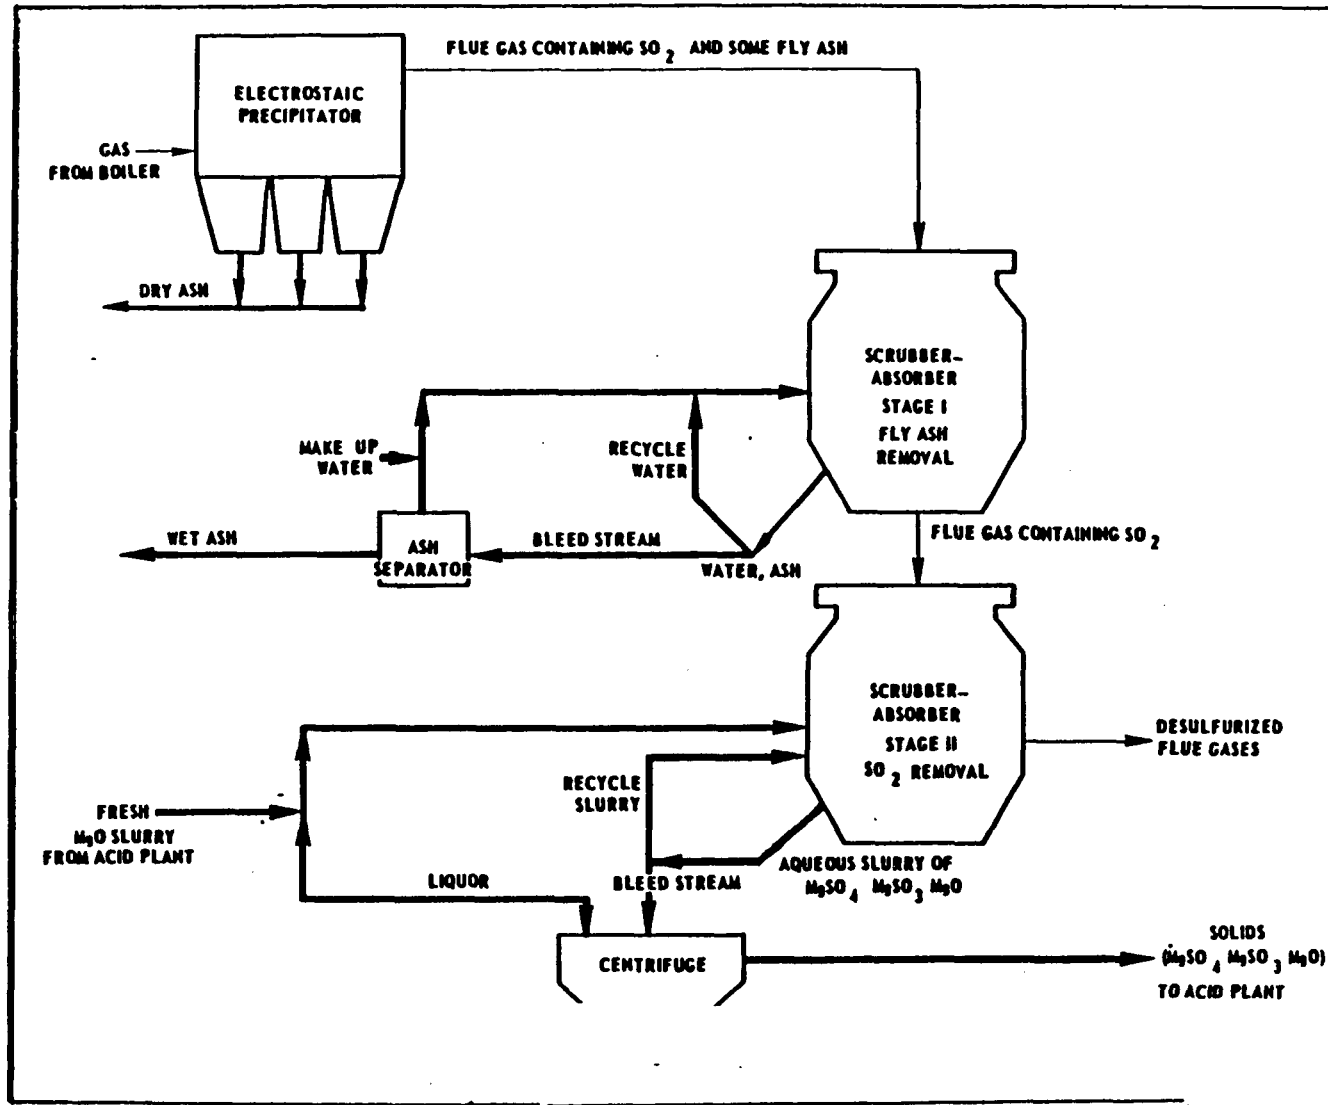 FLUE GAS CONTAINING SO2 AND SOME FLY ASH
ELECTROSTAIC
PRECIPITATOR
GAS
FROM BOILER
DRY ASH
SCRUBBER-
ABSORBER
STAGE I
FLY ASH
REMOVAL
MAKE UP
WATER
RECYCLE
WATER
WET ASH
ASH
SEPARATOR
BLEED STREAM
WATER, ASH
FLUE GAS CONTAINING SO2
SCRUBBER-
ABSORBER
STAGE II
SO2 REMOVAL
DESULFURIZED
FLUE GASES
RECYCLE
SLURRY
FRESH
MgO SLURRY
FROM ACID PLANT
LIQUOR
BLEED STREAM
AQUEOUS SLURRY OF
MgSO4 MgSO3 MgO
CENTRIFUGE
SOLIDS
(MgSO4 MgSO3 MgO)
TO ACID PLANT